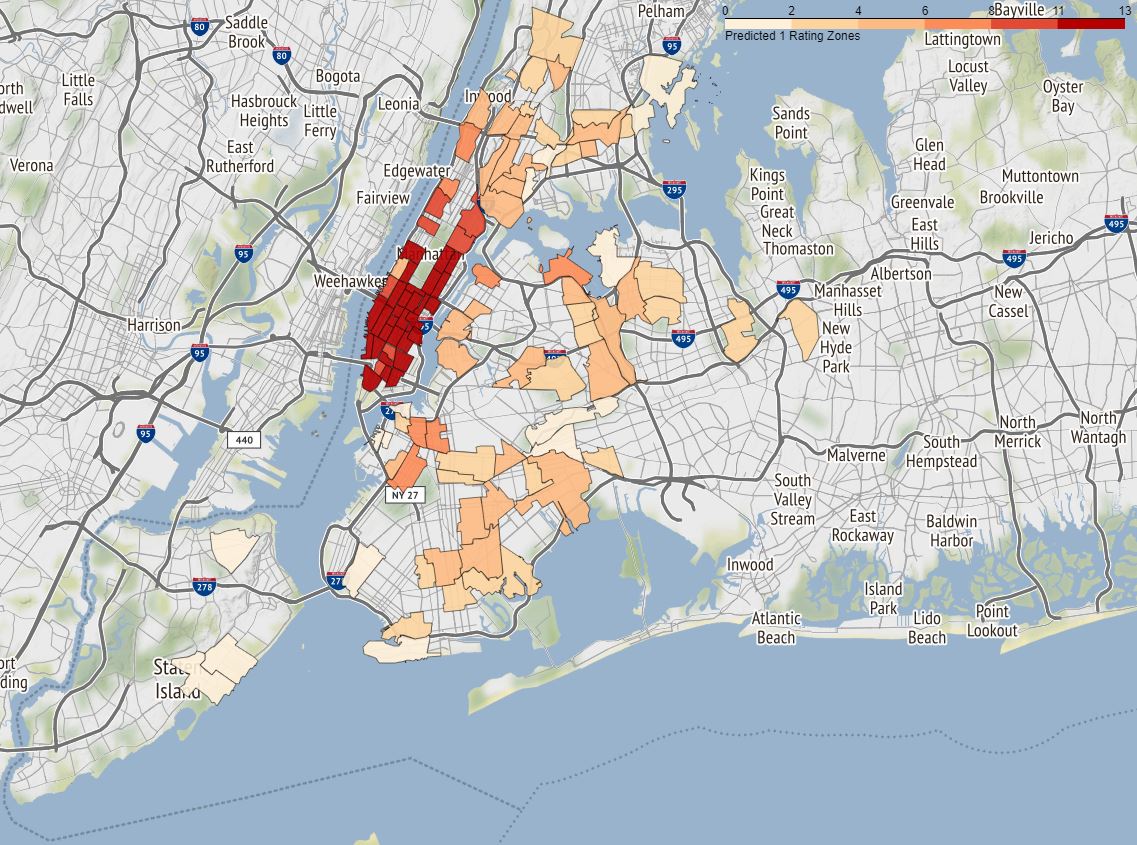 0 2 4 6 8 11 13
Predicted 1 Rating Zones
Bayville
Pelham
Saddle
Brook
80
80
95
Lattingtown
Little
Falls
Bogota
Leonia
Inwood
Locust
Valley
Oyster
Bay
Hasbrouck
Heights
Little
Ferry
Sands
Point
East
Rutherford
Verona
Edgewater
Fairview
Glen
Head
Kings
Point
Great
Neck
Thomaston
Muttontown
Brookville
Greenvale
East
Hills
Jericho
295
495
495
495
95
Manhattan
Weehawken
Albertson
Manhasset
Hills
New
Cassel
New
Hyde
Park
Harrison
95
495
95
440
NY 27
North
Merrick
North
Wantagh
Malverne
South
Hempstead
South
Valley
Stream
East
Rockaway
Baldwin
Harbor
Inwood
278
Island
Park
Atlantic
Beach
Lido
Beach
Point
Lookout
Staten
Island